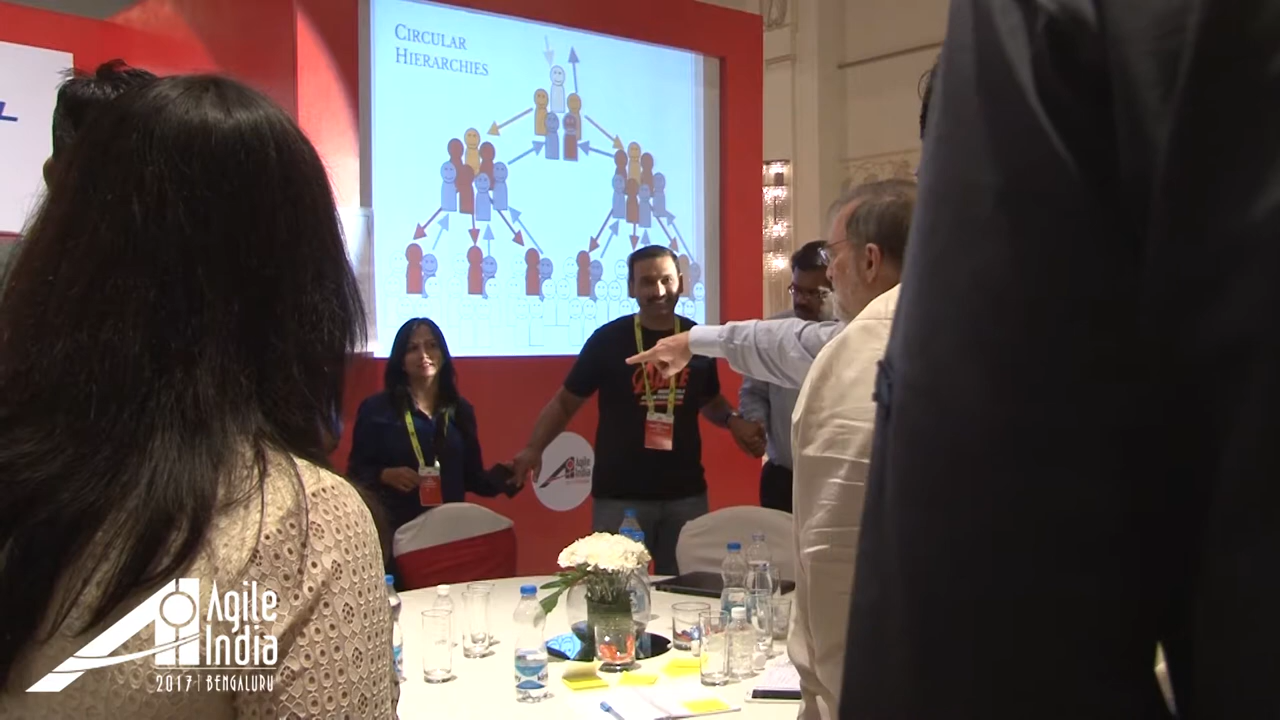 CIRCULAR
HIERARCHIES
Agile
India
Agile
India
2017 | BENGALURU